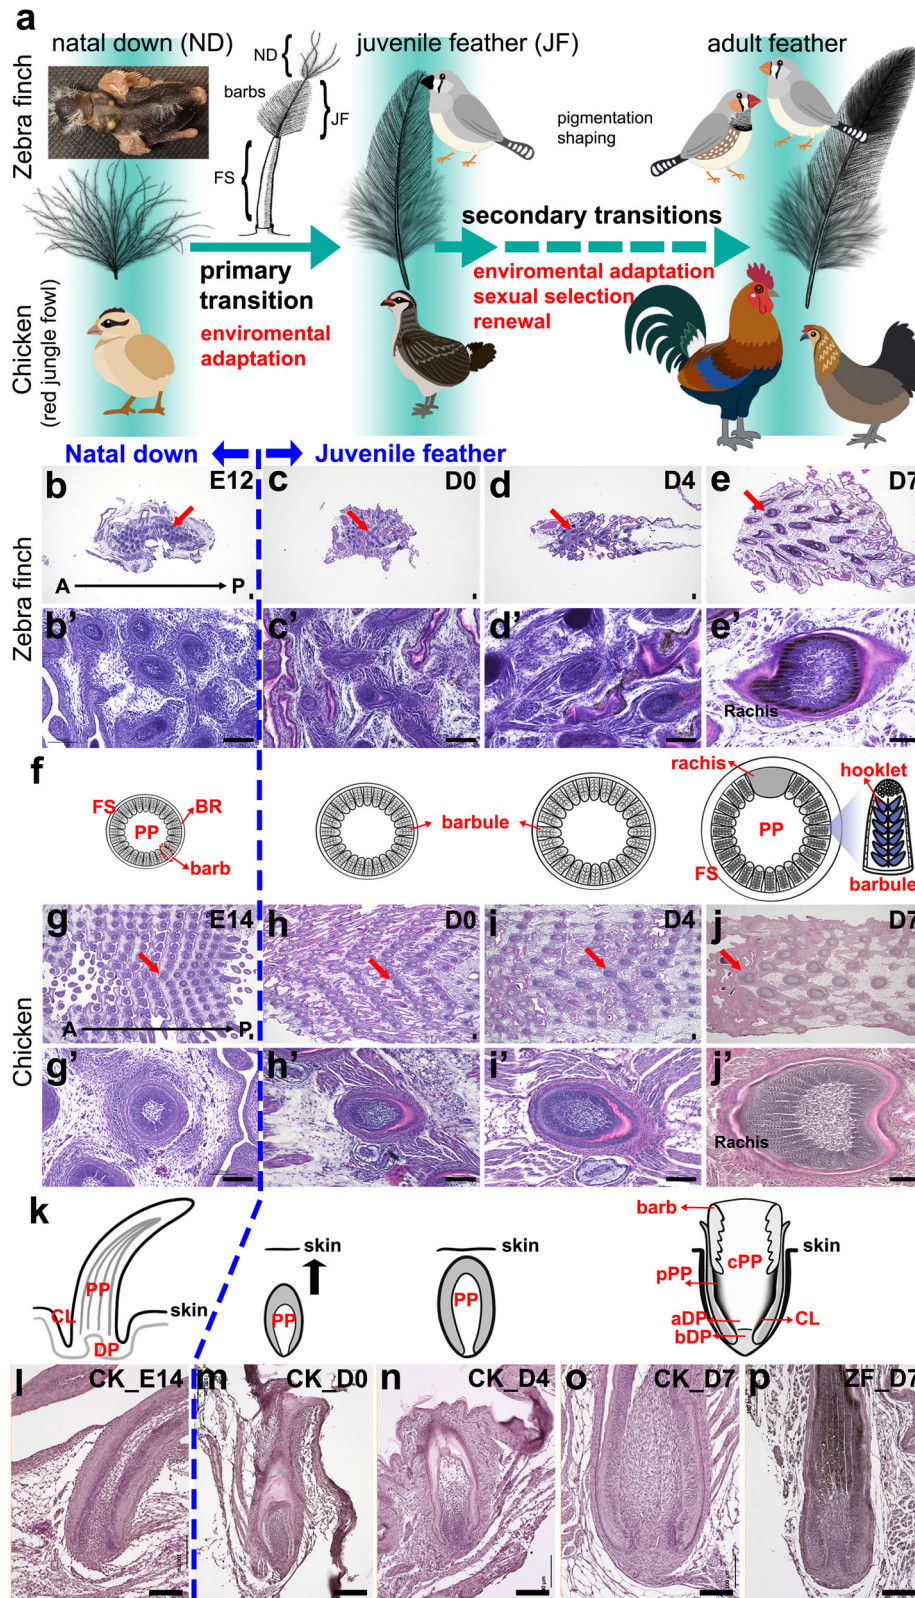 a
natal down (ND)
juvenile feather (JF)
adult feather
Zebra finch
ND
barbs
JF
FS
pigmentation
shaping
primary
transition
enviromental
adaptation
secondary transitions
enviromental adaptation
sexual selection
renewal
Chicken
(red jungle fowl)
Natal down
Juvenile feather
b
E12
c
D0
d
D4
e
D7
A
P
Zebra finch
b'
c'
d'
e'
Rachis
f
FS
BR
PP
barb
barbule
rachis
PP
FS
hooklet
barbule
g
E14
h
D0
i
D4
j
D7
A
P
Chicken
g'
h'
i'
j'
Rachis
k
PP
CL
DP
skin
skin
PP
skin
PP
barb
cPP
skin
pPP
aDP
bDP
CL
l
CK_E14
m
CK_D0
n
CK_D4
o
CK_D7
p
ZF_D7